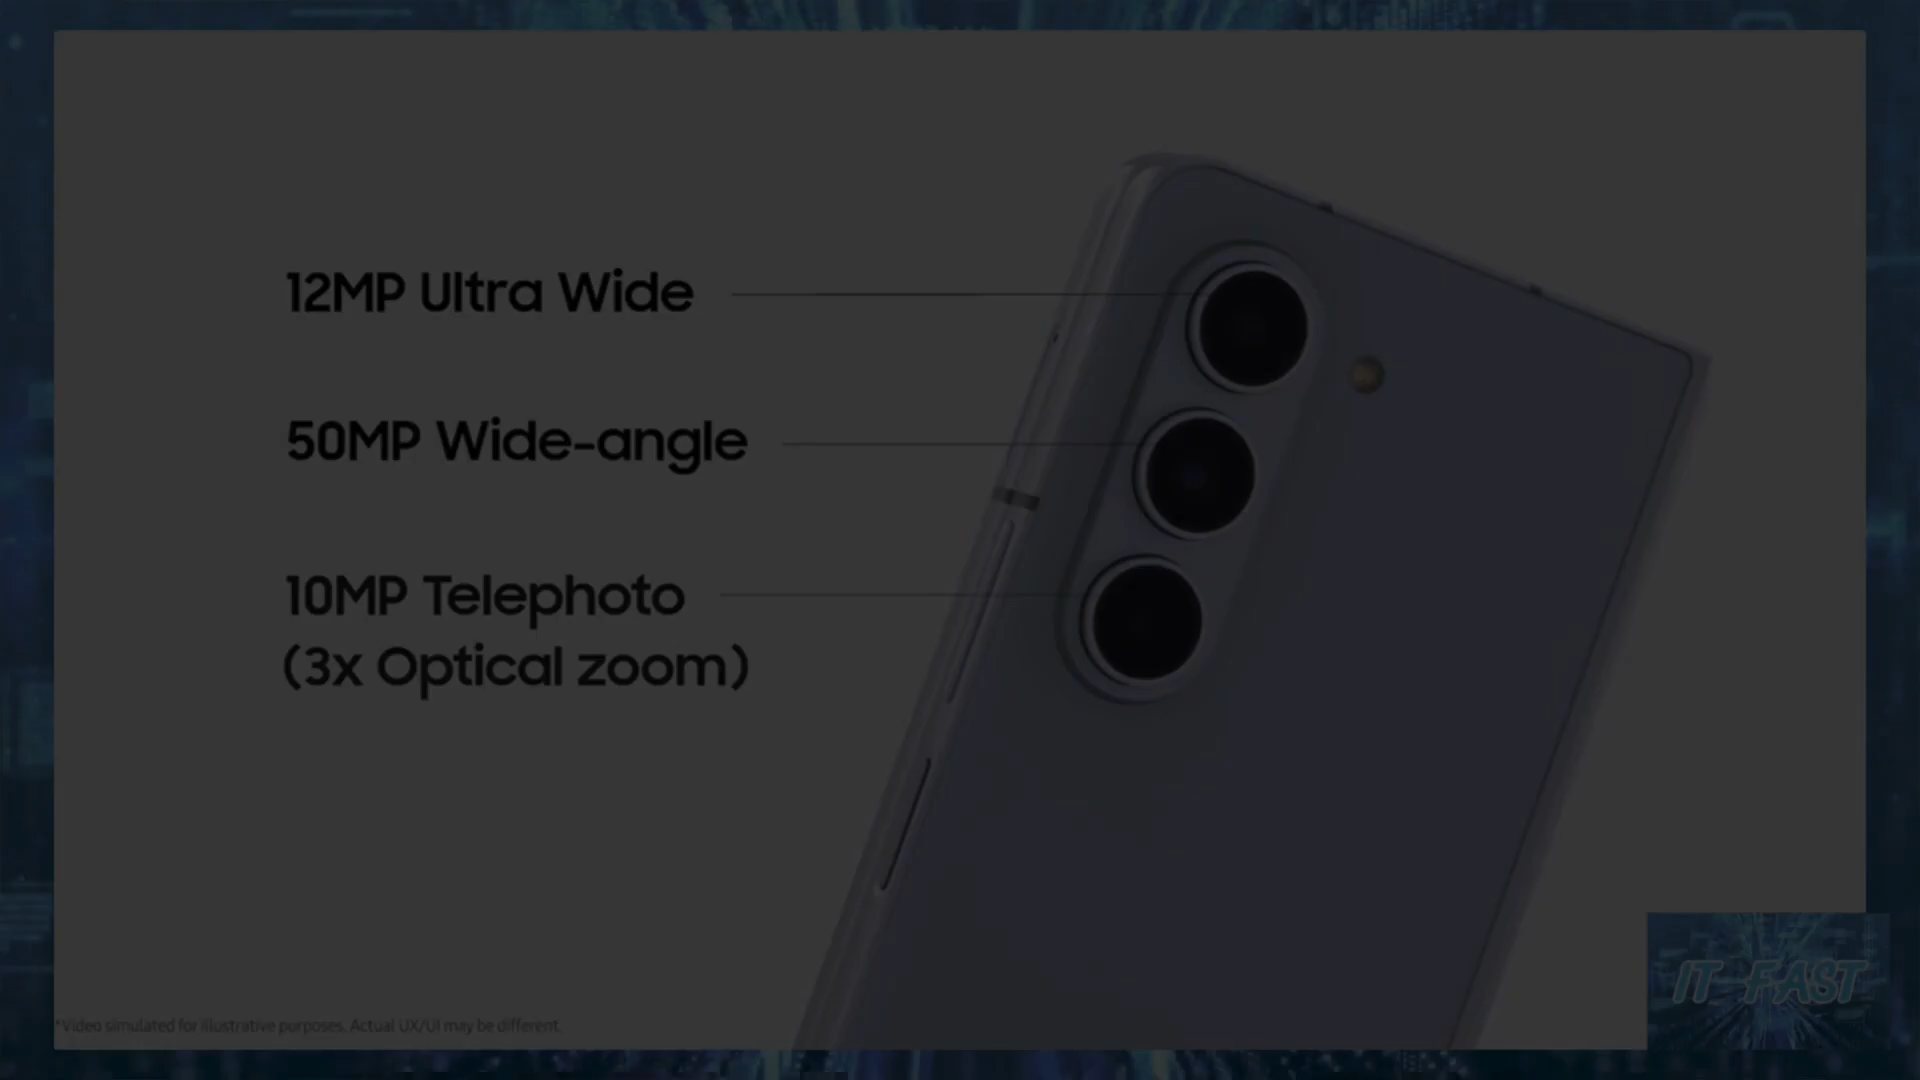 12MP Ultra Wide
50MP Wide-angle
10MP Telephoto
(3x Optical zoom)
*Video simulated for illustrative purposes. Actual UX/UI may be different.
IT FAST